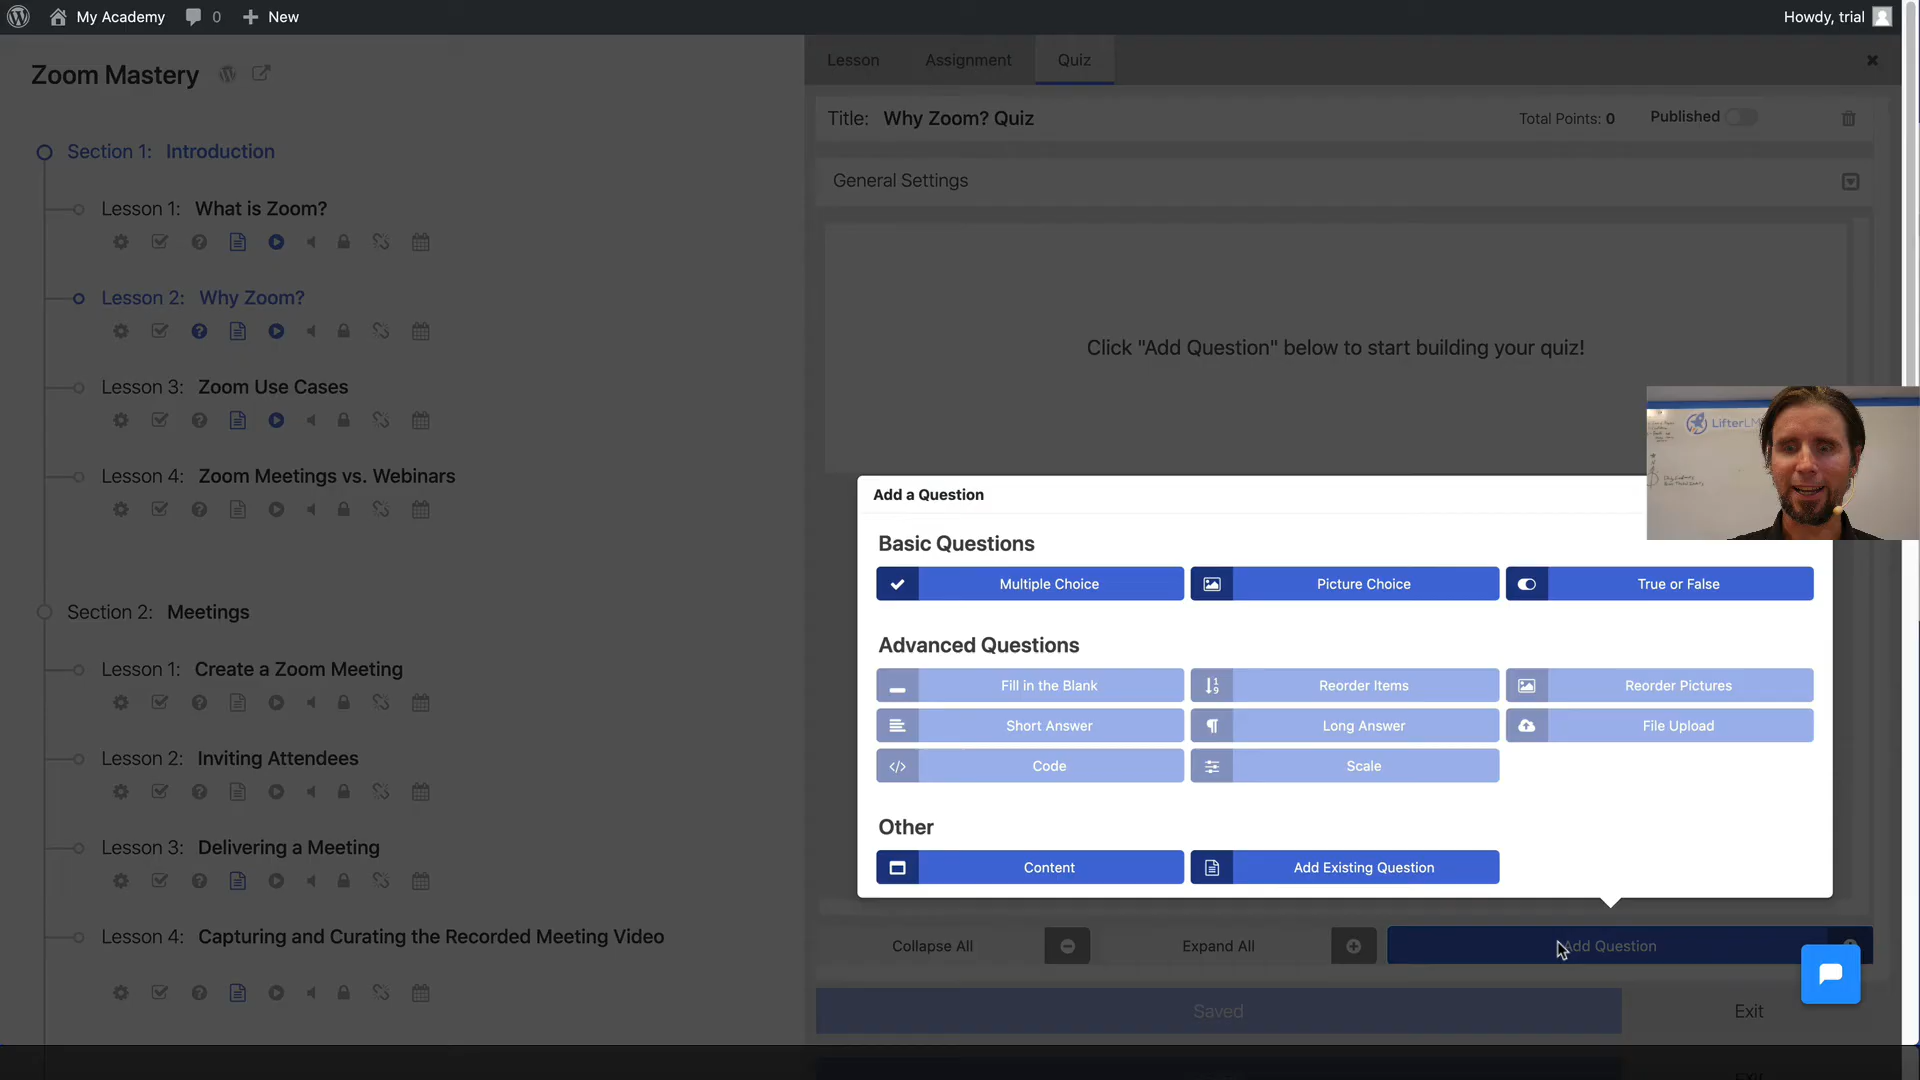 My Academy
0
New
Howdy, trial
Zoom Mastery
Lesson
Assignment
Quiz
Title: Why Zoom? Quiz
Total Points: 0
Published
Section 1: Introduction
General Settings
Lesson 1: What is Zoom?
Lesson 2: Why Zoom?
Click "Add Question" below to start building your quiz!
Lesson 3: Zoom Use Cases
LifterLM
Lesson 4: Zoom Meetings vs. Webinars
Add a Question
Basic Questions
Multiple Choice
Picture Choice
True or False
Section 2: Meetings
Advanced Questions
Lesson 1: Create a Zoom Meeting
Fill in the Blank
Reorder Items
Reorder Pictures
Short Answer
Long Answer
File Upload
Lesson 2: Inviting Attendees
Code
Scale
Other
Lesson 3: Delivering a Meeting
Content
Add Existing Question
Lesson 4: Capturing and Curating the Recorded Meeting Video
Collapse All
Expand All
Add Question
Saved
Exit